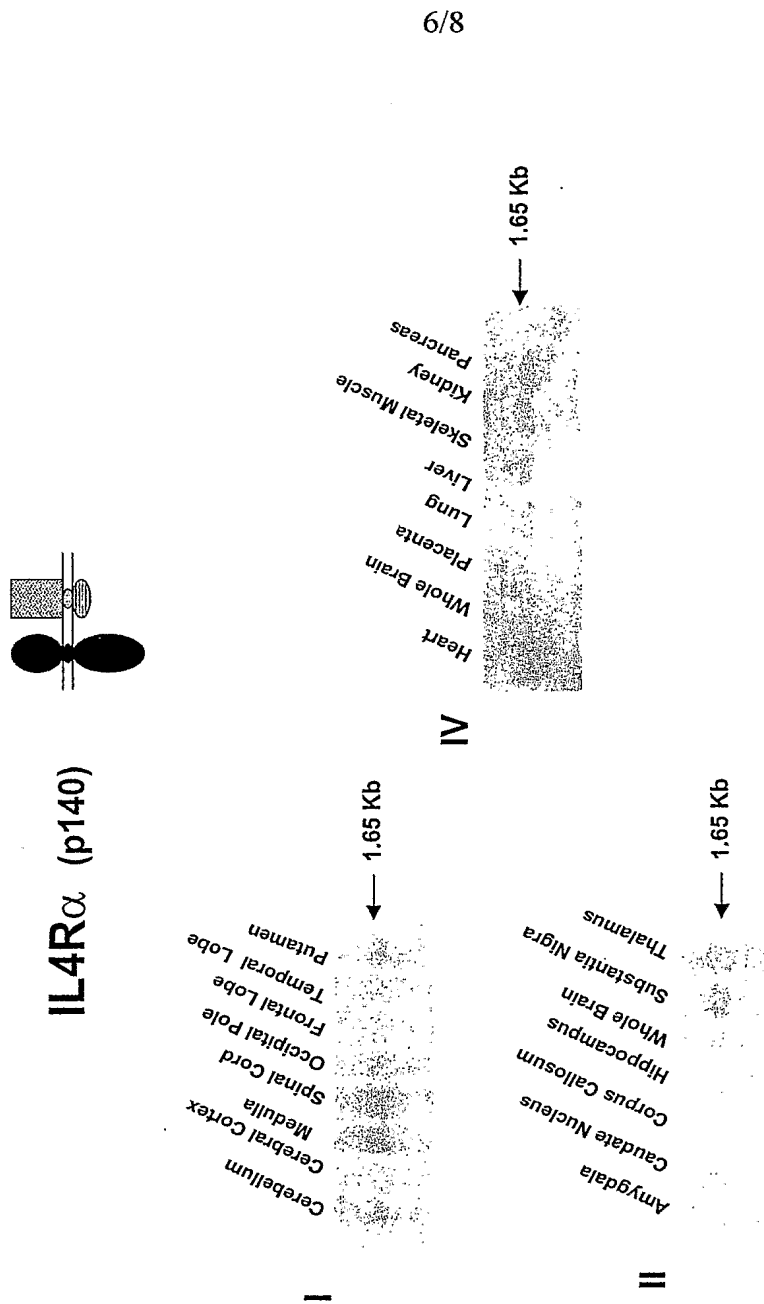 6/8
IL4Rα (p140)
I
Cerebellum
Cerebral Cortex
Medulla
Spinal Cord
Occipital Pole
Frontal Lobe
Temporal Lobe
Putamen
1.65 Kb
II
Amygdala
Caudate Nucleus
Corpus Callosum
Hippocampus
Whole Brain
Substantia Nigra
Thalamus
1.65 Kb
IV
Heart
Whole Brain
Placenta
Lung
Liver
Skeletal Muscle
Kidney
Pancreas
1.65 Kb